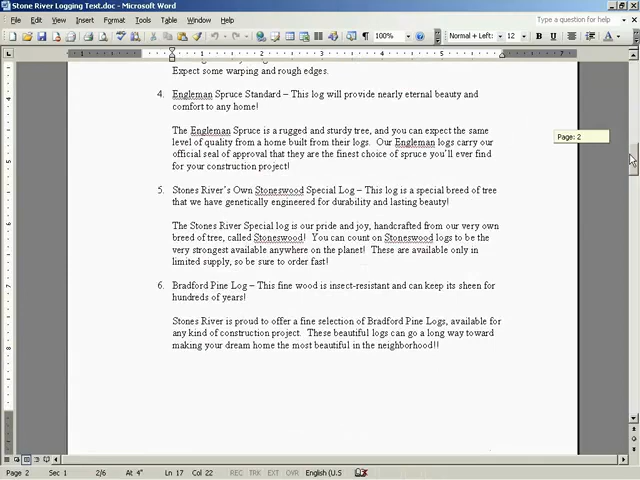 Stone River Logging Text.doc - Microsoft Word
File Edit View Insert Format Tools Table Window Help Type a question for help
100% Normal + Left: 12 B U A
1 1 2 3 4 5 7
Expect some warping and rough edges.
4. Engleman Spruce Standard – This log will provide nearly eternal beauty and
comfort to any home!
The Engleman Spruce is a rugged and sturdy tree, and you can expect the same
level of quality from a home built from their logs. Our Engleman logs carry our
official seal of approval that they are the finest choice of spruce you'll ever find
for your construction project!
Page: 2
5. Stones River's Own Stoneswood Special Log – This log is a special breed of tree
that we have genetically engineered for durability and lasting beauty!
The Stones River Special log is our pride and joy, handcrafted from our very own
breed of tree, called Stoneswood! You can count on Stoneswood logs to be the
very strongest available anywhere on the planet! These are available only in
limited supply, so be sure to order fast!
6. Bradford Pine Log – This fine wood is insect-resistant and can keep its sheen for
hundreds of years!
Stones River is proud to offer a fine selection of Bradford Pine Logs, available for
any kind of construction project. These beautiful logs can go a long way toward
making your dream home the most beautiful in the neighborhood!!
Page 2 Sec 1 2/6 At 4" Ln 17 Col 22 REC TRK EXT OVR English (U.S